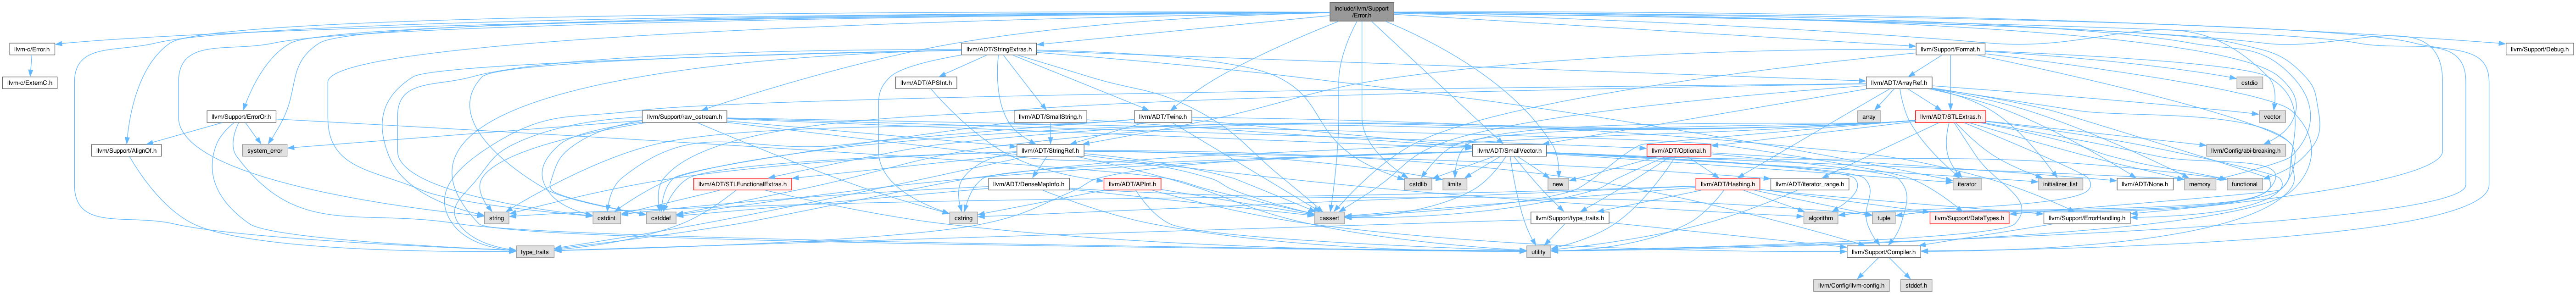 include/llvm/Support
/Error.h
llvm-c/Error.h
llvm/ADT/StringExtras.h
llvm/Support/Format.h
llvm/Support/Debug.h
llvm-c/ExternC.h
llvm/ADT/APSInt.h
llvm/ADT/ArrayRef.h
cstdio
llvm/Support/ErrorOr.h
llvm/Support/raw_ostream.h
llvm/ADT/SmallString.h
llvm/ADT/Twine.h
array
llvm/ADT/STLExtras.h
vector
llvm/Support/AlignOf.h
system_error
llvm/ADT/StringRef.h
llvm/ADT/SmallVector.h
llvm/ADT/Optional.h
llvm/Config/abi-breaking.h
llvm/ADT/STLFunctionalExtras.h
llvm/ADT/DenseMapInfo.h
llvm/ADT/APInt.h
cstdlib
limits
new
llvm/ADT/iterator_range.h
llvm/ADT/Hashing.h
iterator
initializer_list
llvm/ADT/None.h
memory
functional
string
cstdint
cstddef
cstring
cassert
llvm/Support/type_traits.h
algorithm
tuple
llvm/Support/DataTypes.h
llvm/Support/ErrorHandling.h
type_traits
utility
llvm/Support/Compiler.h
llvm/Config/llvm-config.h
stddef.h